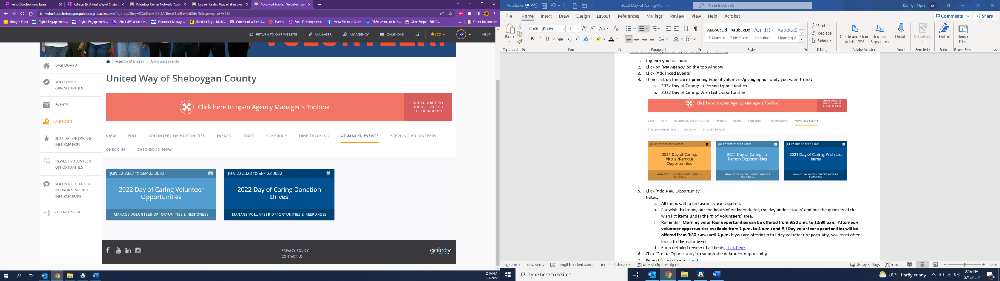 Fund Development Team
Katelyn @ United Way of Sheboy
Volunteer Center Network (Agen
Log in | United Way of Sheboyga
Advanced Events | Volunteer Cen
volunteersheboygan.galaxydigital.com/aem/agency/?key=83a03ee8f08d77fbea86b96e4dd0d676&agency_id=5182
Google Keep
Digital Engagement...
Digital Engagement...
(20+) UW Voluntee...
Volunteer Manage...
Send to Tags | Mailc...
Communications A...
Events
Fund Development...
Meta Business Suite
DE&I seems to be s...
SilverStripe - Edit P...
Other bookmarks
RETURN TO OUR WEBSITE
MANAGER
MY AGENCY
CALENDAR
(55)
KP
HELP
DASHBOARD
VOLUNTEER
OPPORTUNITIES
EVENTS
AGENCIES
2022 DAY OF CARING
INFORMATION
NEWEST VOLUNTEER
OPPORTUNITIES
VOLUNTEER CENTER
NETWORK (AGENCY
INFORMATION)
COLLAPSE MENU
Agency Manager > Advanced Events
United Way of Sheboygan County
Click here to open Agency Manager's Toolbox
VIDEO GUIDE TO
THE VOLUNTEER
CHECK-IN KIOSK
VIEW EDIT VOLUNTEER OPPORTUNITIES EVENTS STATS SCHEDULE TIME TRACKING ADVANCED EVENTS STERLING VOLUNTEERS
CHECK-IN CHECKED IN NOW
JUN 22 2022 TO SEP 22 2022
2022 Day of Caring Volunteer
Opportunities
MANAGE VOLUNTEER OPPORTUNITIES & RESPONSES
JUN 22 2022 TO SEP 22 2022
2022 Day of Caring Donation
Drives
MANAGE VOLUNTEER OPPORTUNITIES & RESPONSES
PRIVACY POLICY
CONTACT US
galaxy
digital
2:16 PM
8/1/2022
AutoSave Off
2022-Day-of-Caring-V...
Search (Alt+Q)
Katelyn Piper KP
File Home Insert Draw Design Layout References Mailings Review View Help Acrobat
Comments
Share
Paste
Clipboard
Calibri (Body) 11
Font
Paragraph
AaBbCcDd AaBbCcDd AaBbCc AaBbCcE
¶ Normal ¶ No Spac... Heading 1 Heading 2
Styles
Find
Replace
Select
Editing
Create and Share
Adobe PDF
Request
Signatures
Adobe Acrobat
Dictate
Voice
Sensitivity
Sensitivity
Editor
Editor
Reuse
Files
Reuse Files
1. Log into your account
2. Click on ‘My Agency’ on the top window
3. Click ‘Advanced Events’
4. Then click on the corresponding type of volunteer/giving opportunity you want to list:
a. 2022 Day of Caring: In-Person Opportunities
b. 2022 Day of Caring: Wish List Opportunities
Click here to open Agency Manager's Toolbox
VIDEO GUIDE TO
THE VOLUNTEER
CHECK-IN KIOSK
VIEW EDIT VOLUNTEER OPPORTUNITIES EVENTS STATS SCHEDULE TIME TRACKING ADVANCED EVENTS
STERLING VOLUNTEERS CHECK-IN CHECKED IN NOW
JUL 27 2021 TO SEP 16 2021
2021 Day of Caring:
Virtual/Remote
Opportunities
MANAGE VOLUNTEER OPPORTUNITIES &
RESPONSES
JUL 27 2021 TO SEP 16 2021
2021 Day of Caring: In-
Person Opportunities
MANAGE VOLUNTEER OPPORTUNITIES &
RESPONSES
JUL 27 2021 TO SEP 16 2021
2021 Day of Caring: Wish List
Items
MANAGE VOLUNTEER OPPORTUNITIES &
RESPONSES
5. Click ‘Add New Opportunity’
Notes:
a. All items with a red asterisk are required.
b. For wish list items, put the hours of delivery during the day under ‘Hours’ and put the quantity of the
wish list items under the ‘# of Volunteers’ area.
c. Reminder: Morning volunteer opportunities can be offered from 9:30 a.m. to 12:30 p.m.; Afternoon
volunteer opportunities available from 1 p.m. to 4 p.m.; and All Day volunteer opportunities will be
offered from 9:30 a.m. until 4 p.m. If you are offering a full-day volunteer opportunity, you must offer
lunch to the volunteers.
d. For a detailed review of all fields, click here.
6. Click ‘Create Opportunity’ to submit the volunteer opportunity
7. Repeat for each opportunity
Page 2 of 3 1234 words English (United States) Text Predictions: On Accessibility: Investigate
Display Settings Focus 100%
Type here to search
80°F Partly sunny
2:16 PM
8/1/2022
19